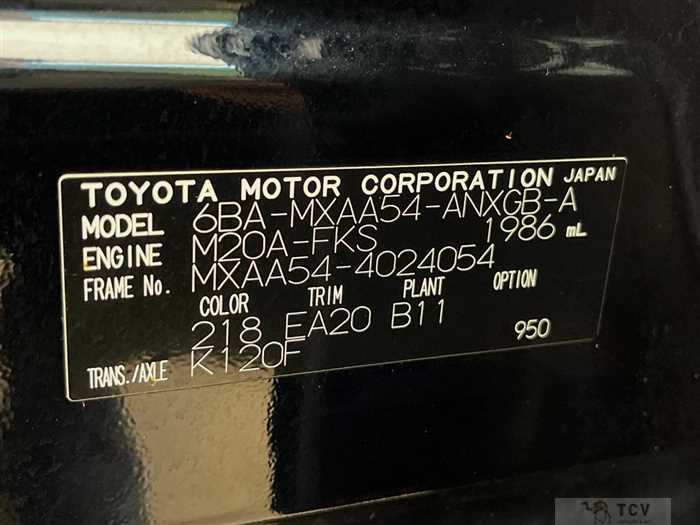 TOYOTA MOTOR CORPORATION JAPAN
MODEL 6BA-MXAA54-ANXGB-A
ENGINE M20A-FKS 1986 mL
FRAME No. MXAA54-4024054
COLOR TRIM PLANT OPTION
218 EA20 B11 950
TRANS./AXLE K120F
TCV